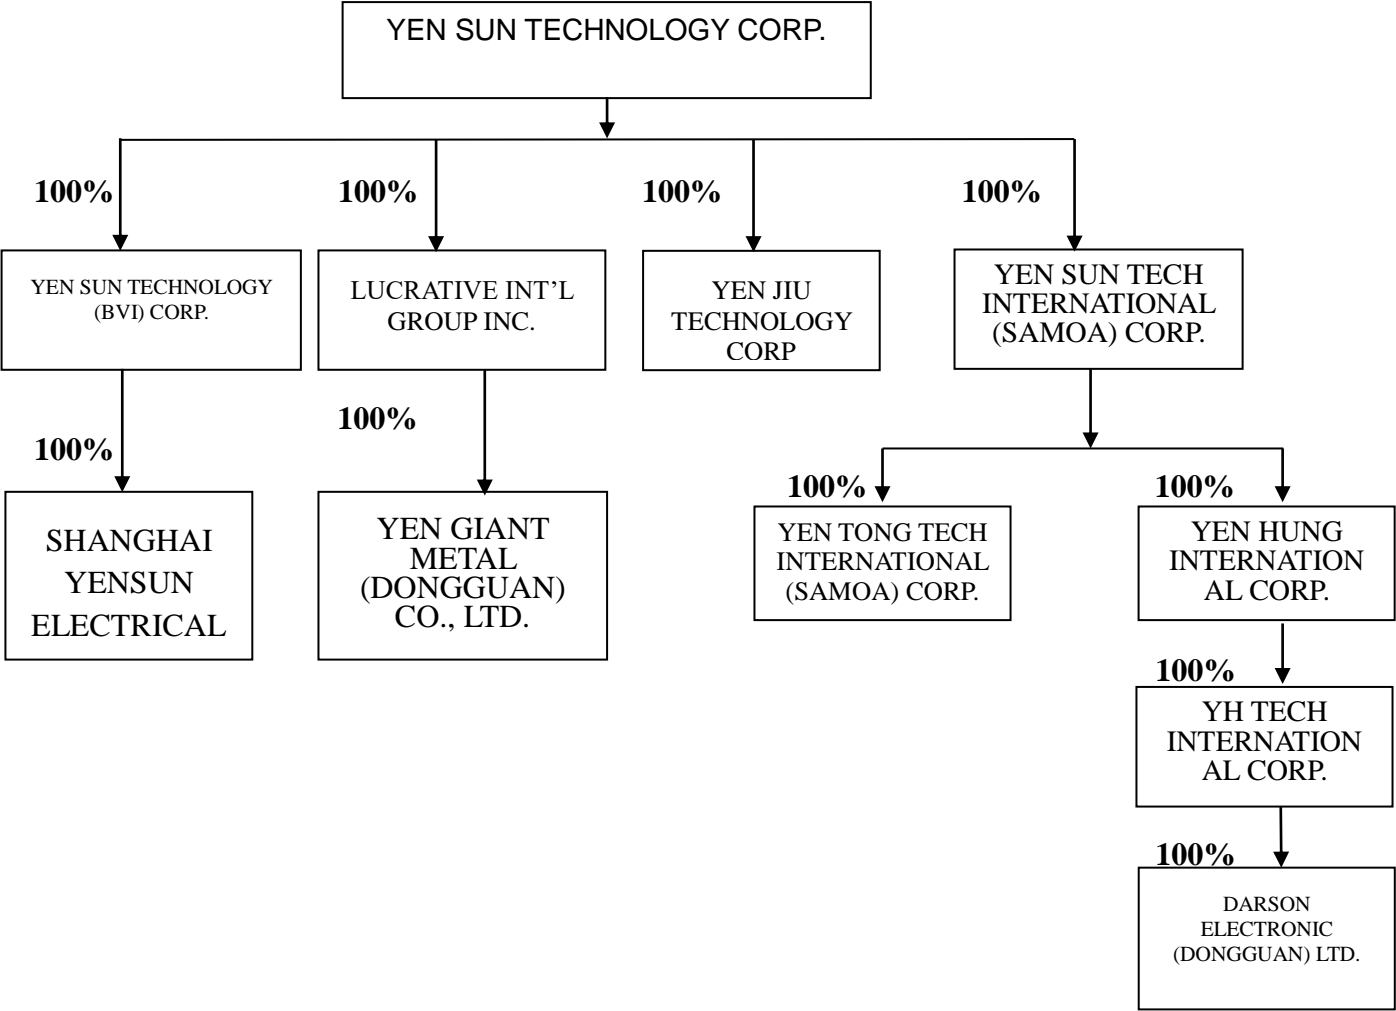 YEN SUN TECHNOLOGY CORP.
100%
100%
100%
100%
YEN SUN TECHNOLOGY
(BVI) CORP.
LUCRATIVE INT’L
GROUP INC.
YEN JIU
TECHNOLOGY
CORP
YEN SUN TECH
INTERNATIONAL
(SAMOA) CORP.
100%
100%
100%
100%
SHANGHAI
YENSUN
ELECTRICAL
YEN GIANT
METAL
(DONGGUAN)
CO., LTD.
YEN TONG TECH
INTERNATIONAL
(SAMOA) CORP.
YEN HUNG
INTERNATION
AL CORP.
100%
YH TECH
INTERNATION
AL CORP.
100%
DARSON
ELECTRONIC
(DONGGUAN) LTD.